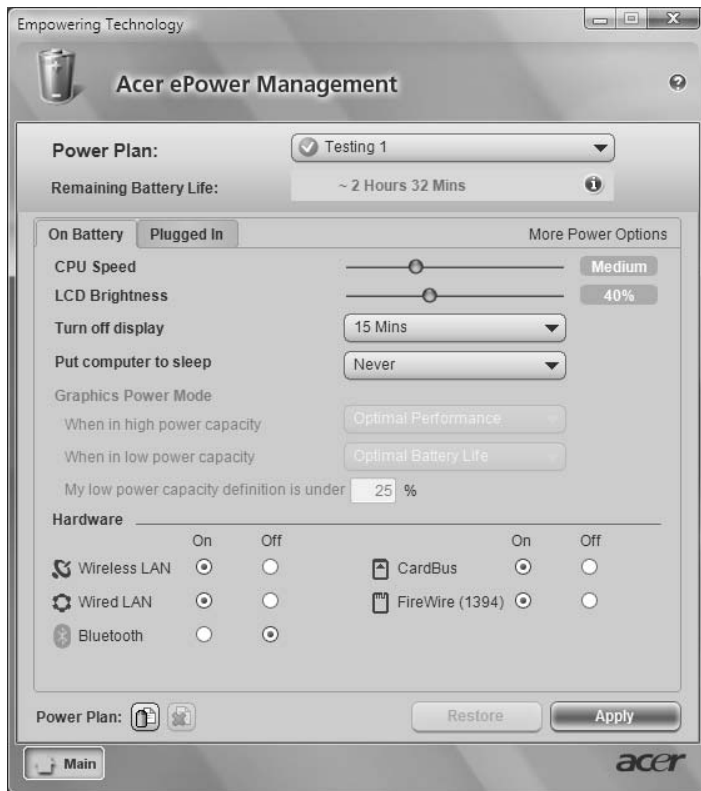 Empowering Technology
Acer ePower Management
Power Plan: Testing 1
Remaining Battery Life: ~ 2 Hours 32 Mins
On Battery Plugged In More Power Options
CPU Speed Medium
LCD Brightness 40%
Turn off display 15 Mins
Put computer to sleep Never
Graphics Power Mode
When in high power capacity Optimal Performance
When in low power capacity Optimal Battery Life
My low power capacity definition is under 25 %
Hardware
On Off On Off
Wireless LAN CardBus
Wired LAN FireWire (1394)
Bluetooth
Power Plan: Restore Apply
Main acer